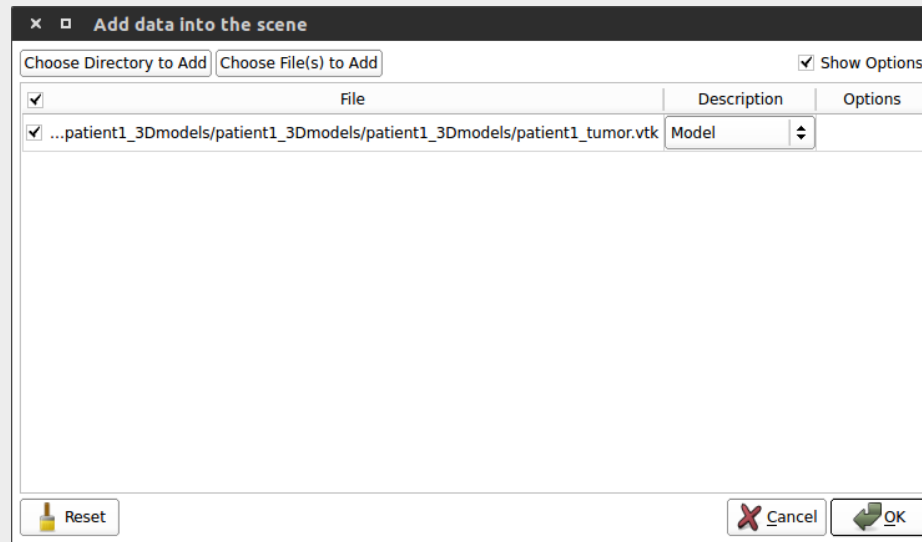 Add data into the scene
Choose Directory to Add Choose File(s) to Add Show Options
File Description Options
...patient1_3Dmodels/patient1_3Dmodels/patient1_3Dmodels/patient1_tumor.vtk Model
Reset Cancel OK